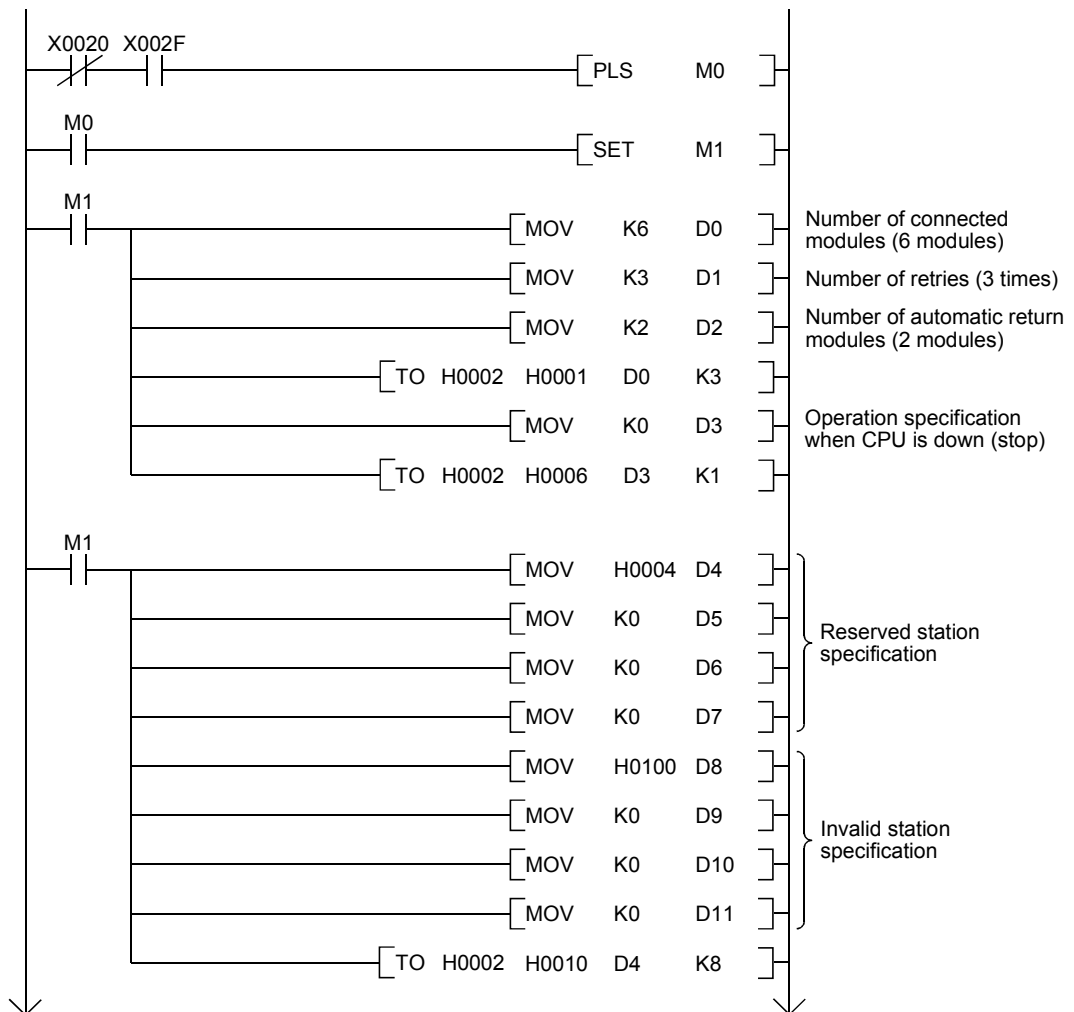 X0020 X002F
PLS M0
M0
SET M1
M1
MOV K6 D0
Number of connected
modules (6 modules)
MOV K3 D1
Number of retries (3 times)
MOV K2 D2
Number of automatic return
modules (2 modules)
TO H0002 H0001 D0 K3
MOV K0 D3
Operation specification
when CPU is down (stop)
TO H0002 H0006 D3 K1
M1
MOV H0004 D4
MOV K0 D5
Reserved station
specification
MOV K0 D6
MOV K0 D7
MOV H0100 D8
MOV K0 D9
Invalid station
specification
MOV K0 D10
MOV K0 D11
TO H0002 H0010 D4 K8